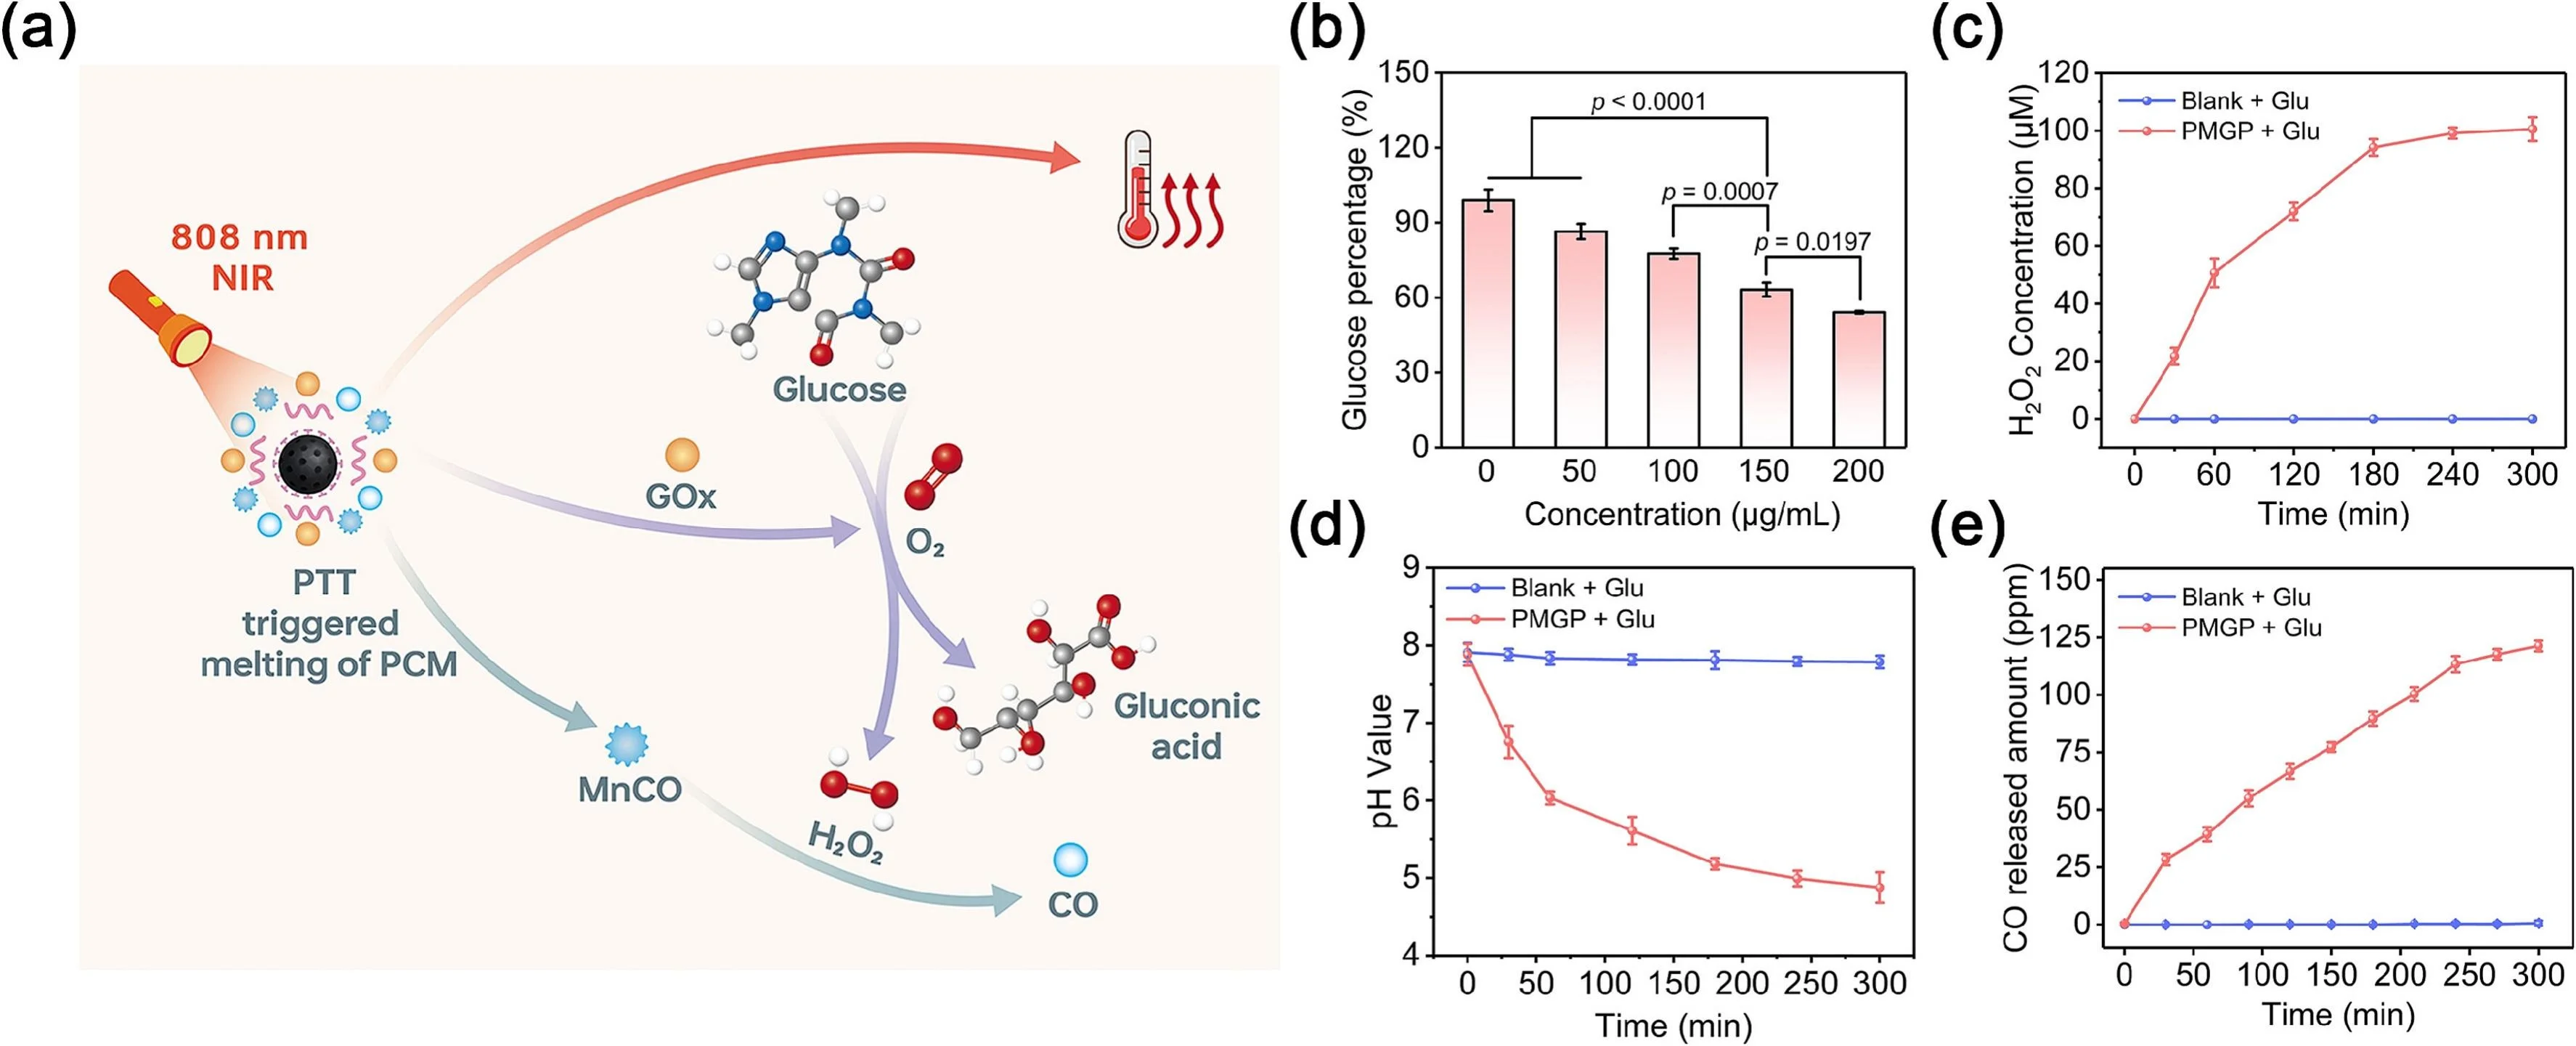 (a)
808 nm
NIR
PTT
triggered
melting of PCM
Glucose
GOx
O₂
Gluconic
acid
MnCO
H₂O₂
CO
(b)
Glucose percentage (%)
150
120
90
60
30
0
p < 0.0001
p = 0.0007
p = 0.0197
0 50 100 150 200
Concentration (µg/mL)
(c)
H₂O₂ Concentration (µM)
120
100
80
60
40
20
0
Blank + Glu
PMGP + Glu
0 60 120 180 240 300
Time (min)
(d)
pH Value
9
8
7
6
5
4
Blank + Glu
PMGP + Glu
0 50 100 150 200 250 300
Time (min)
(e)
CO released amount (ppm)
150
125
100
75
50
25
0
Blank + Glu
PMGP + Glu
0 50 100 150 200 250 300
Time (min)